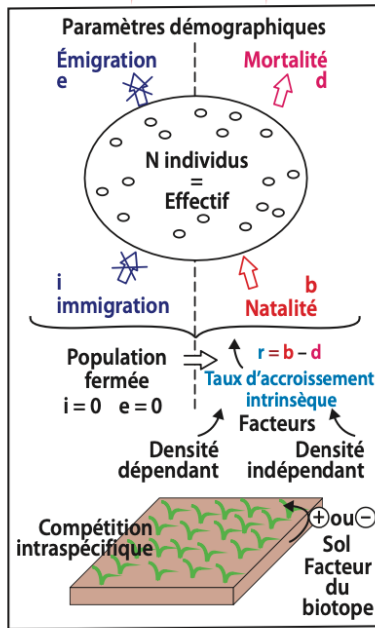 Paramètres démographiques
Émigration
e
Mortalité
d
N individus
=
Effectif
i
immigration
b
Natalité
Population
fermée
i = 0 e = 0
r = b – d
Taux d'accroissement
intrinsèque
Facteurs
Densité
dépendant
Densité
indépendant
Compétition
intraspécifique
+ ou –
Sol
Facteur
du
biotope